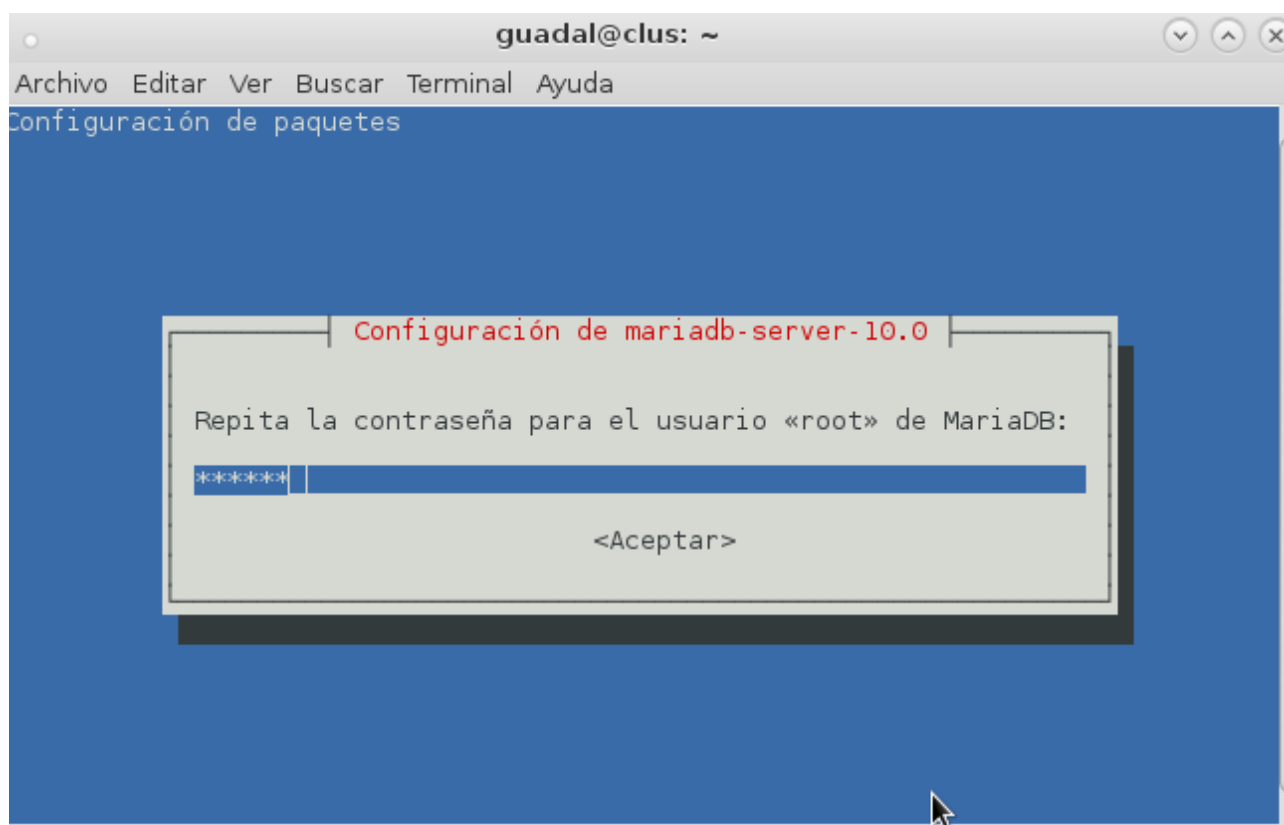 guadal@clus: ~
Archivo Editar Ver Buscar Terminal Ayuda
Configuración de paquetes
Configuración de mariadb-server-10.0
Repita la contraseña para el usuario «root» de MariaDB:
******
<Aceptar>